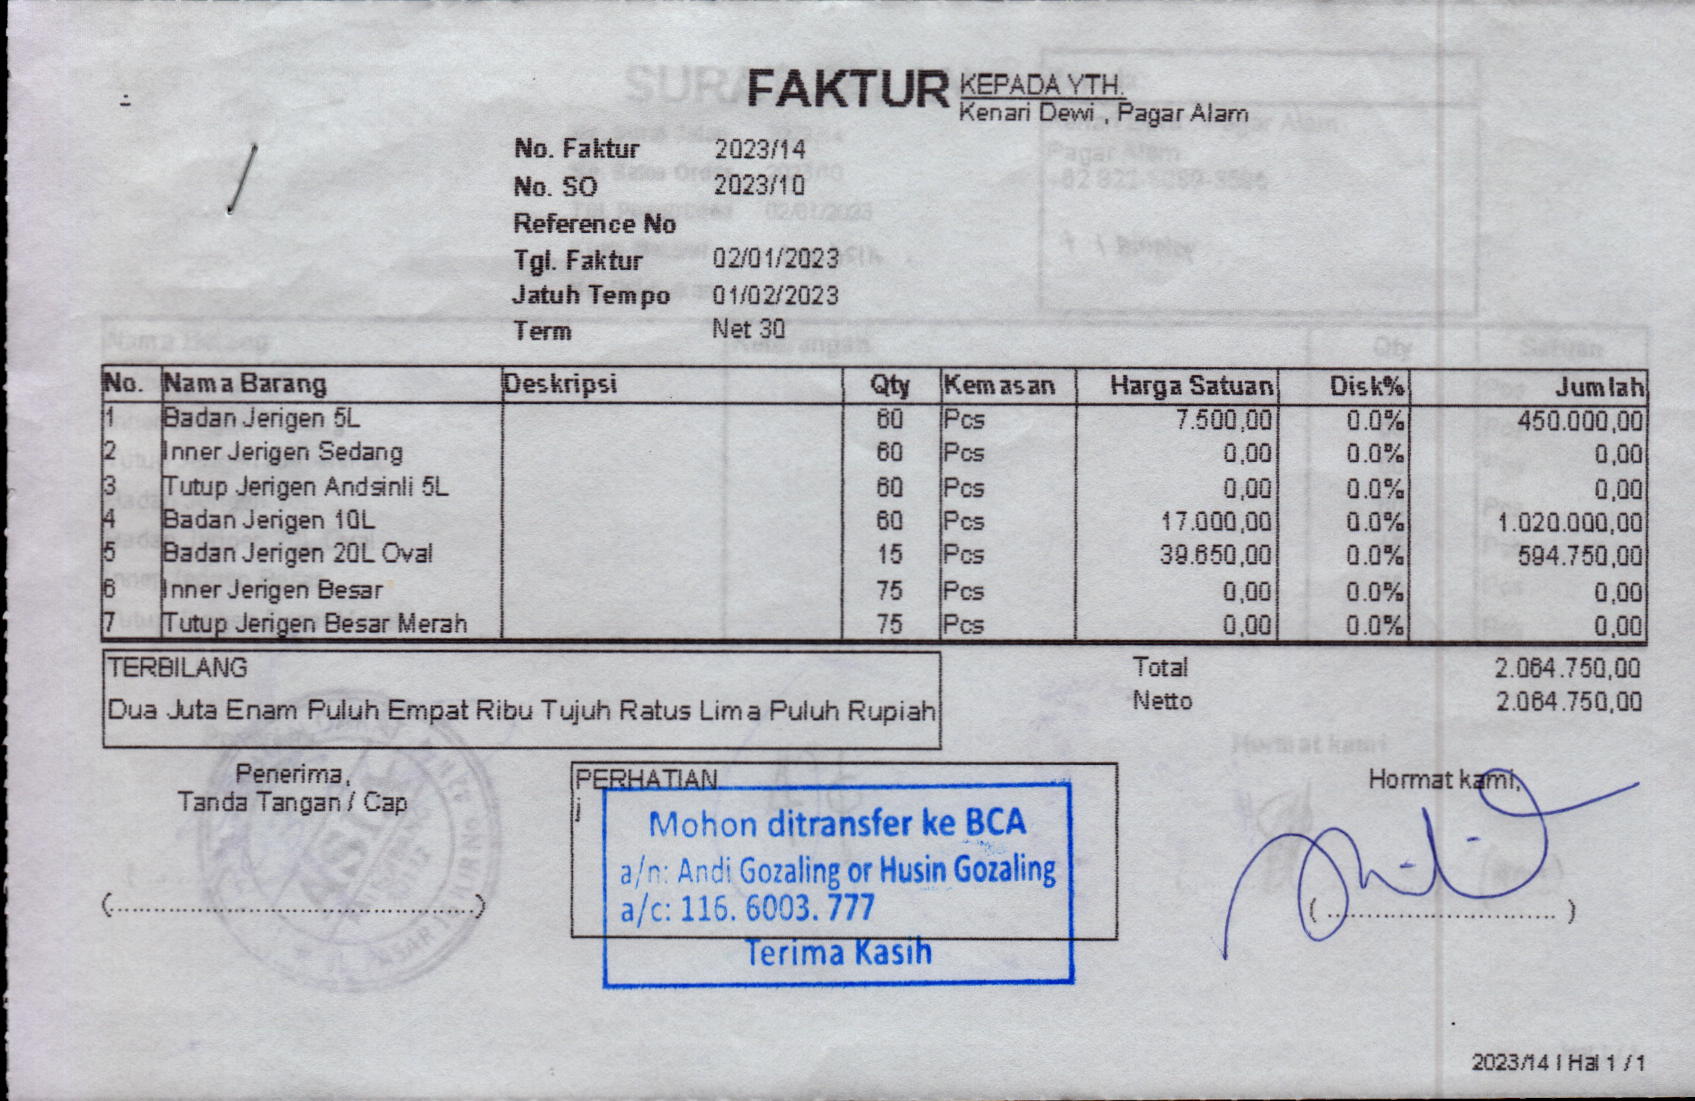 FAKTUR
KEPADA YTH.
Kenari Dewi , Pagar Alam
No. Faktur 2023/14
No. SO 2023/10
Reference No
Tgl. Faktur 02/01/2023
Jatuh Tempo 01/02/2023
Term Net 30
No. Nama Barang Deskripsi Qty Kemasan Harga Satuan Disk% Jumlah
1 Badan Jerigen 5L 60 Pcs 7.500,00 0.0% 450.000,00
2 Inner Jerigen Sedang 60 Pcs 0,00 0.0% 0,00
3 Tutup Jerigen Andsinli 5L 60 Pcs 0,00 0.0% 0,00
4 Badan Jerigen 10L 60 Pcs 17.000,00 0.0% 1.020.000,00
5 Badan Jerigen 20L Oval 15 Pcs 39.650,00 0.0% 594.750,00
6 Inner Jerigen Besar 75 Pcs 0,00 0.0% 0,00
7 Tutup Jerigen Besar Merah 75 Pcs 0,00 0.0% 0,00
TERBILANG
Dua Juta Enam Puluh Empat Ribu Tujuh Ratus Lima Puluh Rupiah
Total 2.064.750,00
Netto 2.064.750,00
Penerima,
Tanda Tangan / Cap
(..................................................)
PERHATIAN
j
Mohon ditransfer ke BCA
a/n: Andi Gozaling or Husin Gozaling
a/c: 116. 6003. 777
Terima Kasih
Hormat kami,
( ............................... )
2023/14 | Hal 1 / 1